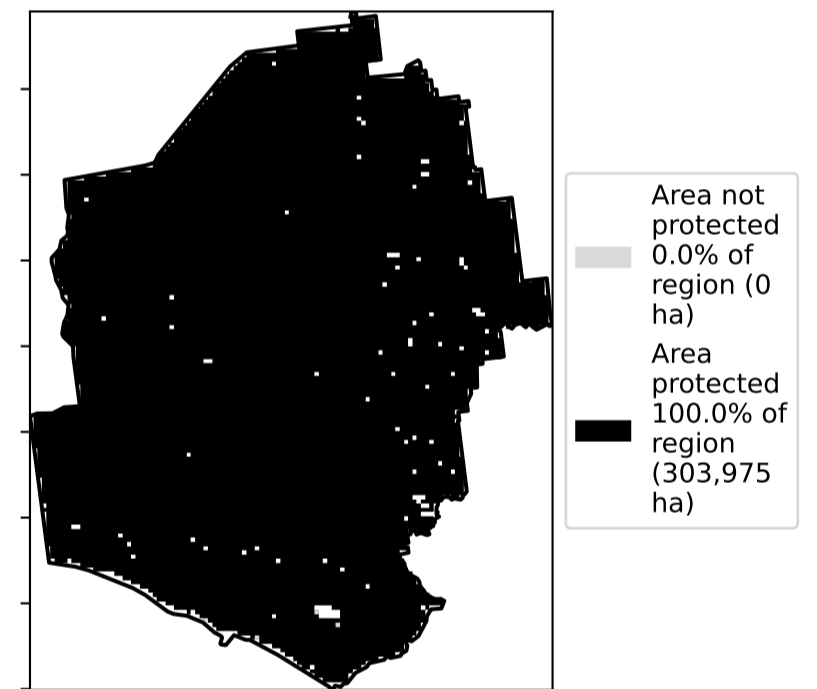 Area not
protected
0.0% of
region (0
ha)
Area
protected
100.0% of
region
(303,975
ha)